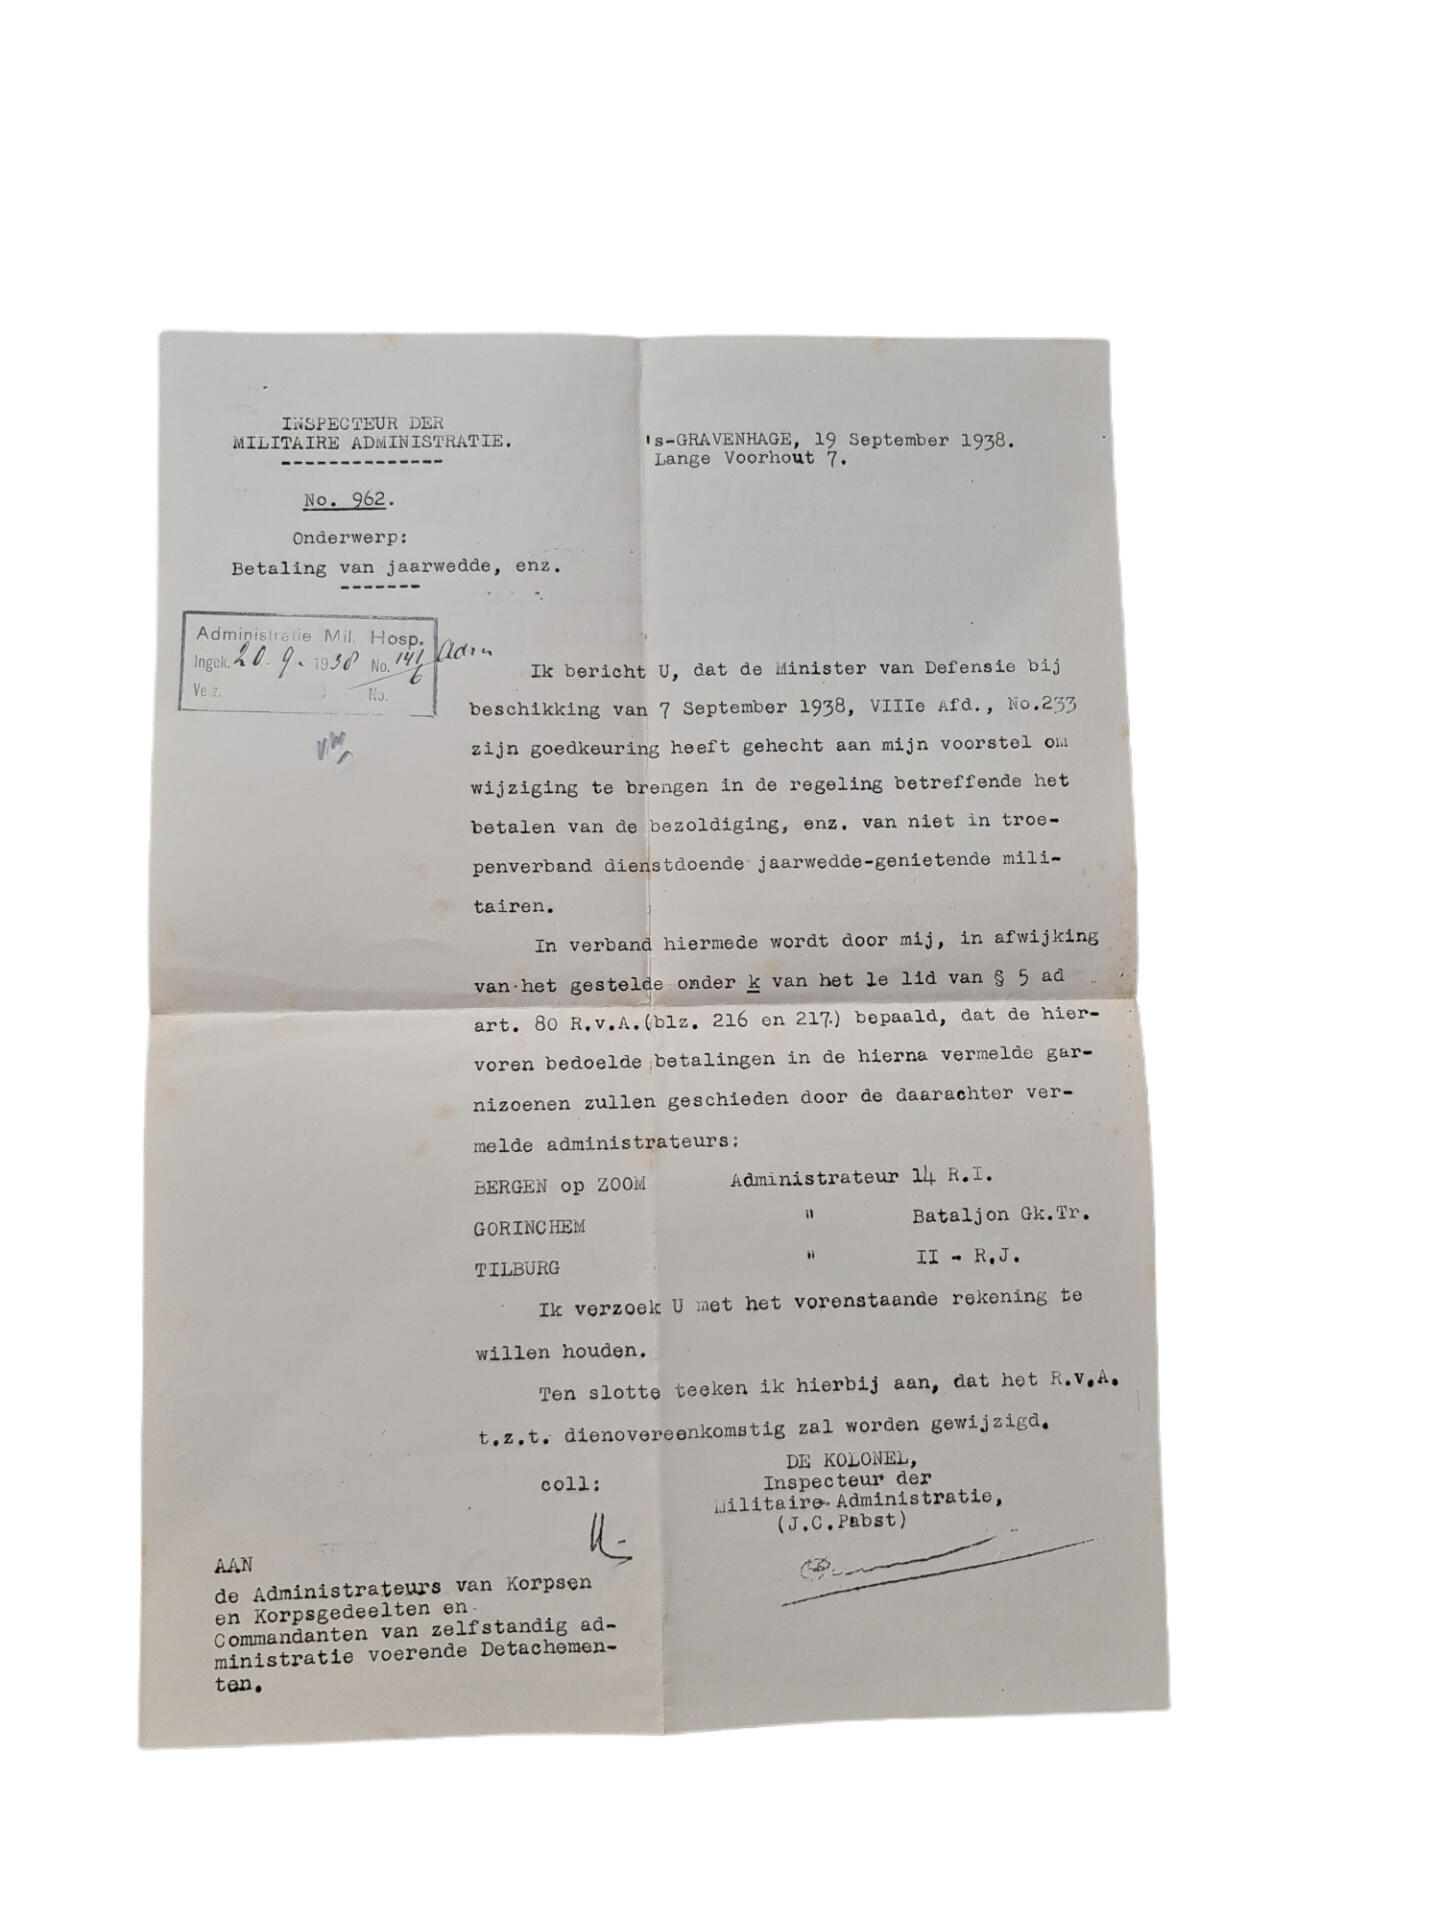 INSPECTEUR DER
MILITAIRE ADMINISTRATIE.
's-GRAVENHAGE, 19 September 1938.
Lange Voorhout 7.
No. 962.
Onderwerp:
Betaling van jaarwedde, enz.
Administratie Mil. Hosp.
Ingek. 20-9-1938 No. 141/6 Adm
Verz. No.
Ik bericht U, dat de Minister van Defensie bij
beschikking van 7 September 1938, VIIIe Afd., No.233
zijn goedkeuring heeft gehecht aan mijn voorstel om
wijziging te brengen in de regeling betreffende het
betalen van de bezoldiging, enz. van niet in troe-
penverband dienstdoende jaarwedde-genietende mili-
tairen.
In verband hiermede wordt door mij, in afwijking
van het gestelde onder k van het 1e lid van § 5 ad
art. 80 R.v.A.(blz. 216 en 217.) bepaald, dat de hier-
voren bedoelde betalingen in de hierna vermelde gar-
nizoenen zullen geschieden door de daarachter ver-
melde administrateurs:
BERGEN op ZOOM Administrateur 14 R.I.
GORINCHEM " Bataljon Gk.Tr.
TILBURG " II - R.J.
Ik verzoek U met het vorenstaande rekening te
willen houden.
Ten slotte teeken ik hierbij aan, dat het R.v.A.
t.z.t. dienovereenkomstig zal worden gewijzigd.
DE KOLONEL,
Inspecteur der
Militaire Administratie,
(J.C.Pabst)
coll:
AAN
de Administrateurs van Korpsen
en Korpsgedeelten en
Commandanten van zelfstandig ad-
ministratie voerende Detachemen-
ten.